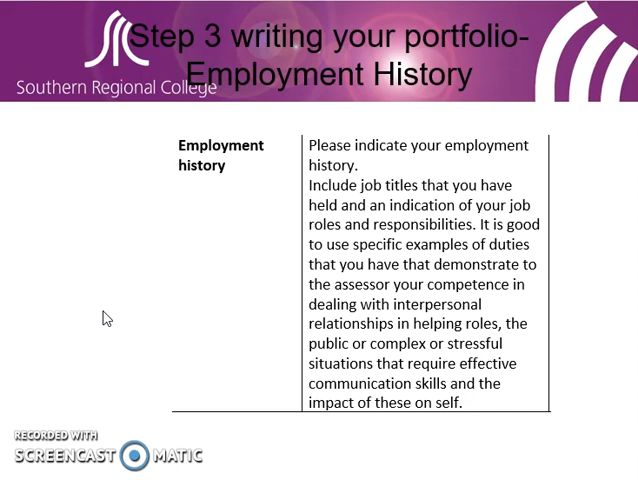 Step 3 writing your portfolio-
Employment History
Southern Regional College
Employment
history
Please indicate your employment
history.
Include job titles that you have
held and an indication of your job
roles and responsibilities. It is good
to use specific examples of duties
that you have that demonstrate to
the assessor your competence in
dealing with interpersonal
relationships in helping roles, the
public or complex or stressful
situations that require effective
communication skills and the
impact of these on self.
RECORDED WITH
SCREENCAST MATIC